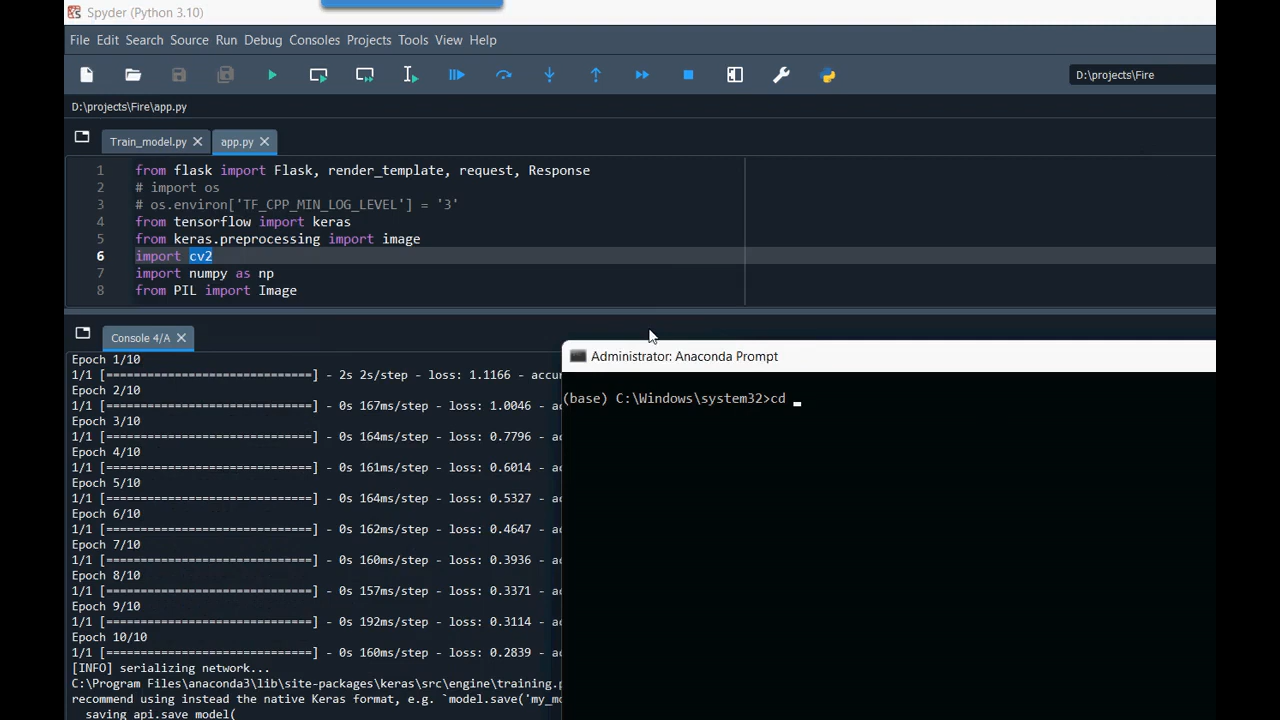 Spyder (Python 3.10)
File Edit Search Source Run Debug Consoles Projects Tools View Help
D:\projects\Fire
D:\projects\Fire\app.py
Train_model.py app.py
1 from flask import Flask, render_template, request, Response
2 # import os
3 # os.environ['TF_CPP_MIN_LOG_LEVEL'] = '3'
4 from tensorflow import keras
5 from keras.preprocessing import image
6 import cv2
7 import numpy as np
8 from PIL import Image
Console 4/A
Epoch 1/10
1/1 [==============================] - 2s 2s/step - loss: 1.1166 - accu
Epoch 2/10
1/1 [==============================] - 0s 167ms/step - loss: 1.0046 - ac
Epoch 3/10
1/1 [==============================] - 0s 164ms/step - loss: 0.7796 - ac
Epoch 4/10
1/1 [==============================] - 0s 161ms/step - loss: 0.6014 - ac
Epoch 5/10
1/1 [==============================] - 0s 164ms/step - loss: 0.5327 - ac
Epoch 6/10
1/1 [==============================] - 0s 162ms/step - loss: 0.4647 - ac
Epoch 7/10
1/1 [==============================] - 0s 160ms/step - loss: 0.3936 - ac
Epoch 8/10
1/1 [==============================] - 0s 157ms/step - loss: 0.3371 - ac
Epoch 9/10
1/1 [==============================] - 0s 192ms/step - loss: 0.3114 - ac
Epoch 10/10
1/1 [==============================] - 0s 160ms/step - loss: 0.2839 - ac
[INFO] serializing network...
C:\Program Files\anaconda3\lib\site-packages\keras\src\engine\training.p
recommend using instead the native Keras format, e.g. `model.save('my_mo
saving_api.save_model(
Administrator: Anaconda Prompt
(base) C:\Windows\system32>cd